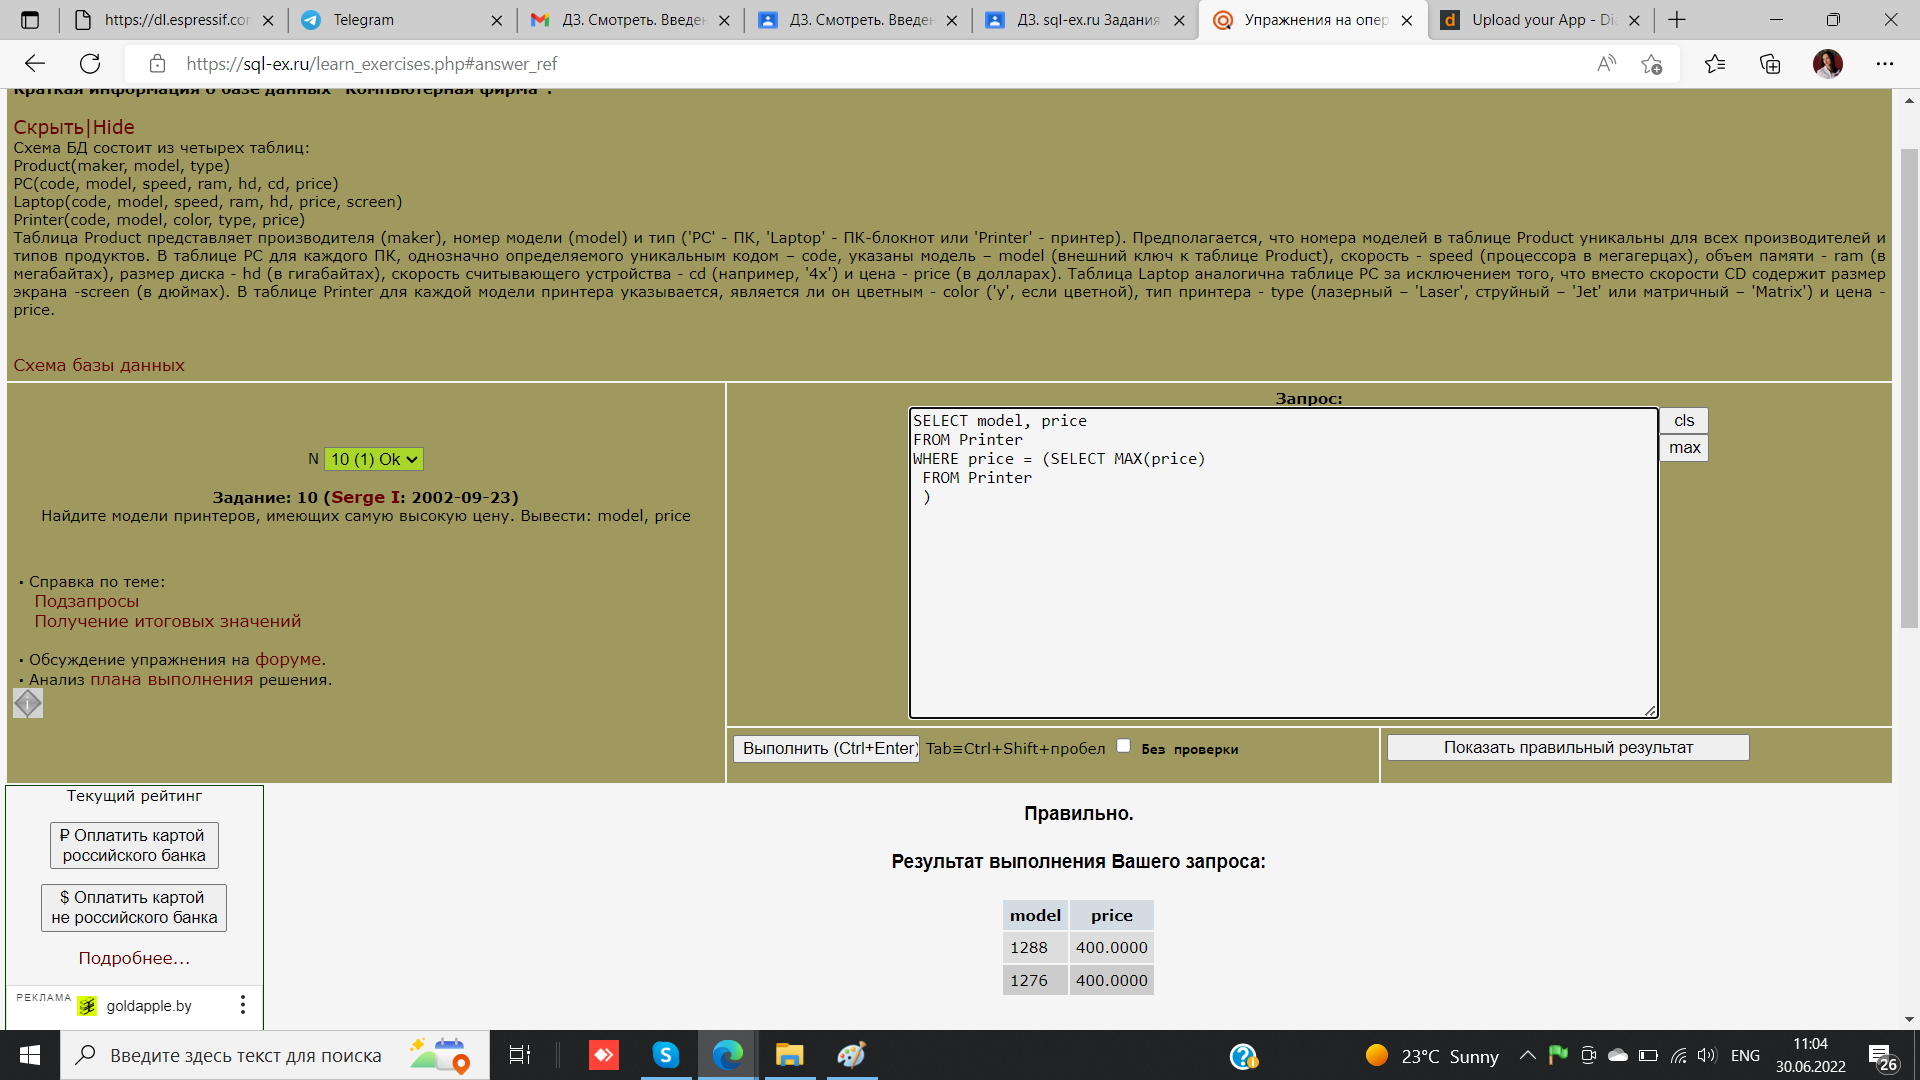 https://dl.espressif.cor
Telegram
ДЗ. Смотреть. Введен
ДЗ. Смотреть. Введен
ДЗ. sql-ex.ru Задания
Упражнения на опер
Upload your App - Dia
https://sql-ex.ru/learn_exercises.php#answer_ref
Краткая информация о базе данных "Компьютерная фирма":
Скрыть|Hide
Схема БД состоит из четырех таблиц:
Product(maker, model, type)
PC(code, model, speed, ram, hd, cd, price)
Laptop(code, model, speed, ram, hd, price, screen)
Printer(code, model, color, type, price)
Таблица Product представляет производителя (maker), номер модели (model) и тип ('PC' - ПК, 'Laptop' - ПК-блокнот или 'Printer' - принтер). Предполагается, что номера моделей в таблице Product уникальны для всех производителей и
типов продуктов. В таблице PC для каждого ПК, однозначно определяемого уникальным кодом – code, указаны модель – model (внешний ключ к таблице Product), скорость - speed (процессора в мегагерцах), объем памяти - ram (в
мегабайтах), размер диска - hd (в гигабайтах), скорость считывающего устройства - cd (например, '4x') и цена - price (в долларах). Таблица Laptop аналогична таблице РС за исключением того, что вместо скорости CD содержит размер
экрана -screen (в дюймах). В таблице Printer для каждой модели принтера указывается, является ли он цветным - color ('y', если цветной), тип принтера - type (лазерный – 'Laser', струйный – 'Jet' или матричный – 'Matrix') и цена -
price.
Схема базы данных
N 10 (1) Ok
Задание: 10 (Serge I: 2002-09-23)
Найдите модели принтеров, имеющих самую высокую цену. Вывести: model, price
• Справка по теме:
Подзапросы
Получение итоговых значений
• Обсуждение упражнения на форуме.
• Анализ плана выполнения решения.
Запрос:
SELECT model, price
FROM Printer
WHERE price = (SELECT MAX(price)
FROM Printer
)
cls
max
Выполнить (Ctrl+Enter)
Tab≡Ctrl+Shift+пробел
Без проверки
Показать правильный результат
Текущий рейтинг
₽ Оплатить картой
российского банка
$ Оплатить картой
не российского банка
Подробнее...
РЕКЛАМА
goldapple.by
Правильно.
Результат выполнения Вашего запроса:
model price
1288 400.0000
1276 400.0000
Введите здесь текст для поиска
23°C Sunny
ENG
11:04
30.06.2022
26